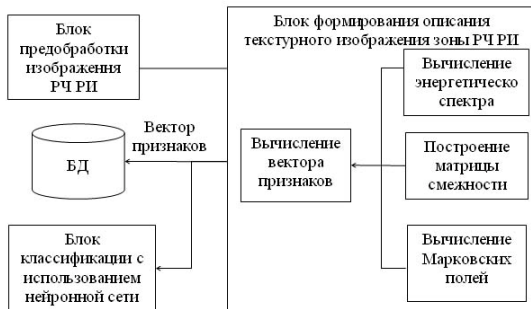 Блок
предобработки
изображення
РЧ РИ
Блок формирования описания
текстурного изображения зоны РЧ РИ
Вычисление
энергетическо
спектра
Вектор
признаков
БД
Вычисление
вектора
признаков
Построение
матрицы
смежности
Блок
классификации с
использованием
нейронной сети
Вычисление
Марковских
полей